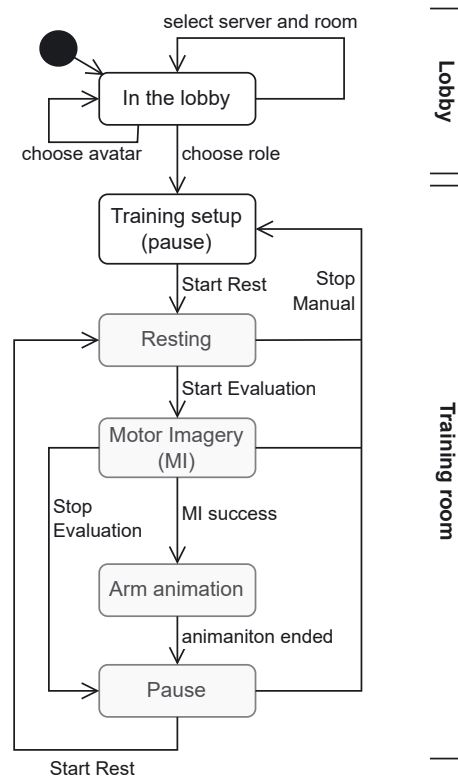 select server and room
In the lobby
Lobby
choose avatar
choose role
Training setup
(pause)
Start Rest
Stop
Manual
Resting
Start Evaluation
Motor Imagery
(MI)
Training room
Stop
Evaluation
MI success
Arm animation
animaniton ended
Pause
Start Rest